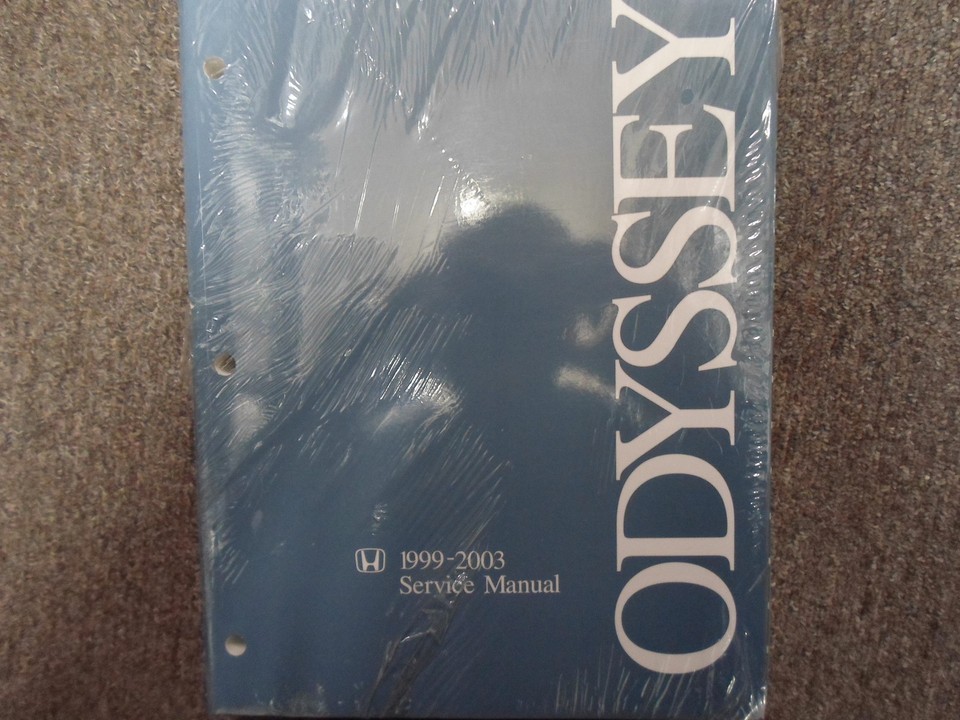 ODYSSEY
1999-2003
Service Manual